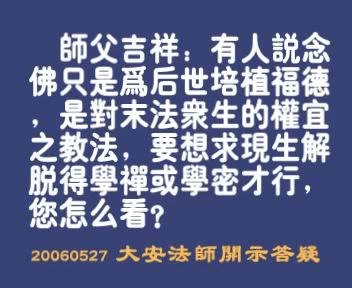 師父吉祥：有人説念
佛只是爲后世培植福德
，是對末法衆生的權宜
之教法，要想求現生解
脱得學禪或學密才行，
您怎么看？
20060527 大安法師開示答疑